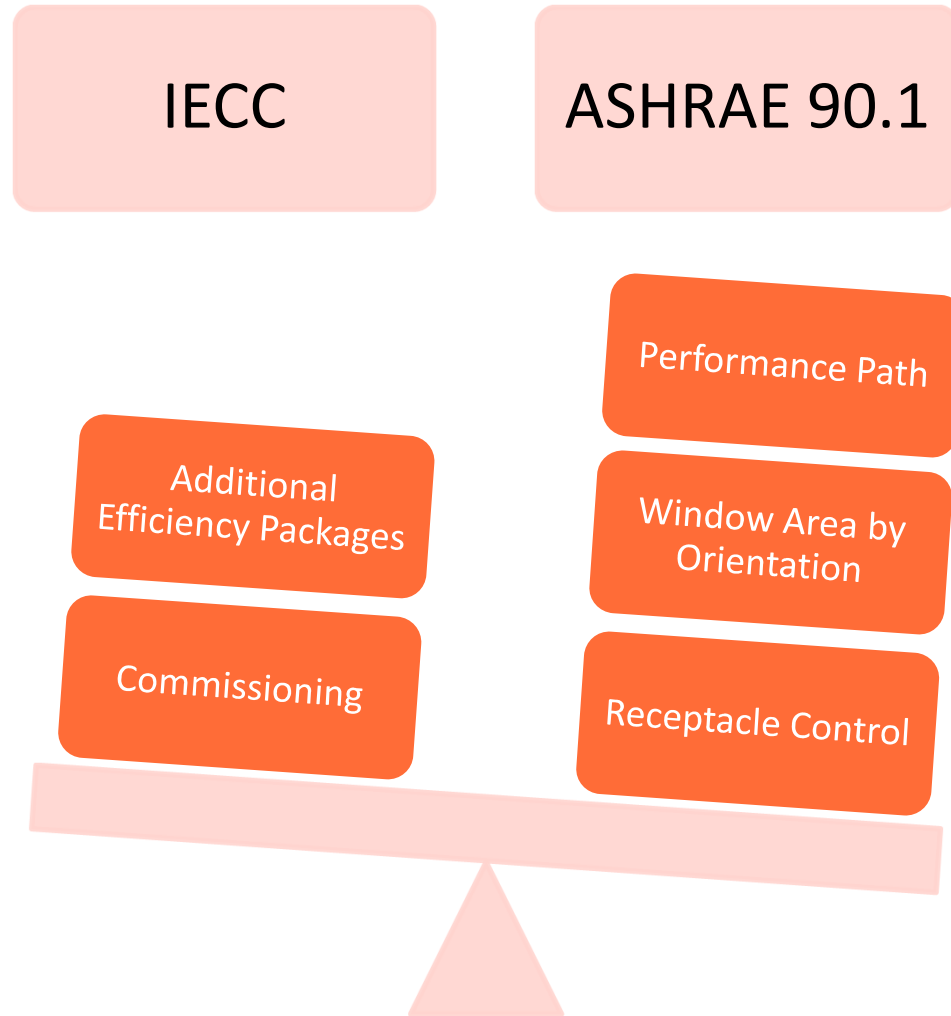 IECC
ASHRAE 90.1
Additional
Efficiency Packages
Commissioning
Performance Path
Window Area by
Orientation
Receptacle Control